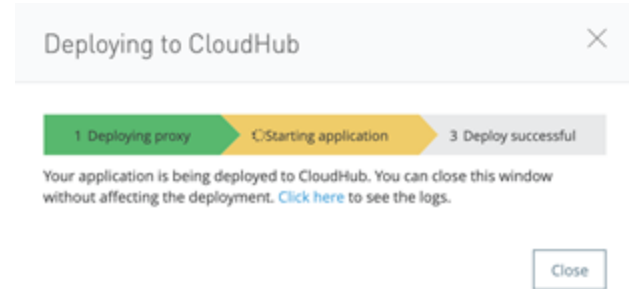 Deploying to CloudHub
1 Deploying proxy
Starting application
3 Deploy successful
Your application is being deployed to CloudHub. You can close this window
without affecting the deployment. Click here to see the logs.
Close